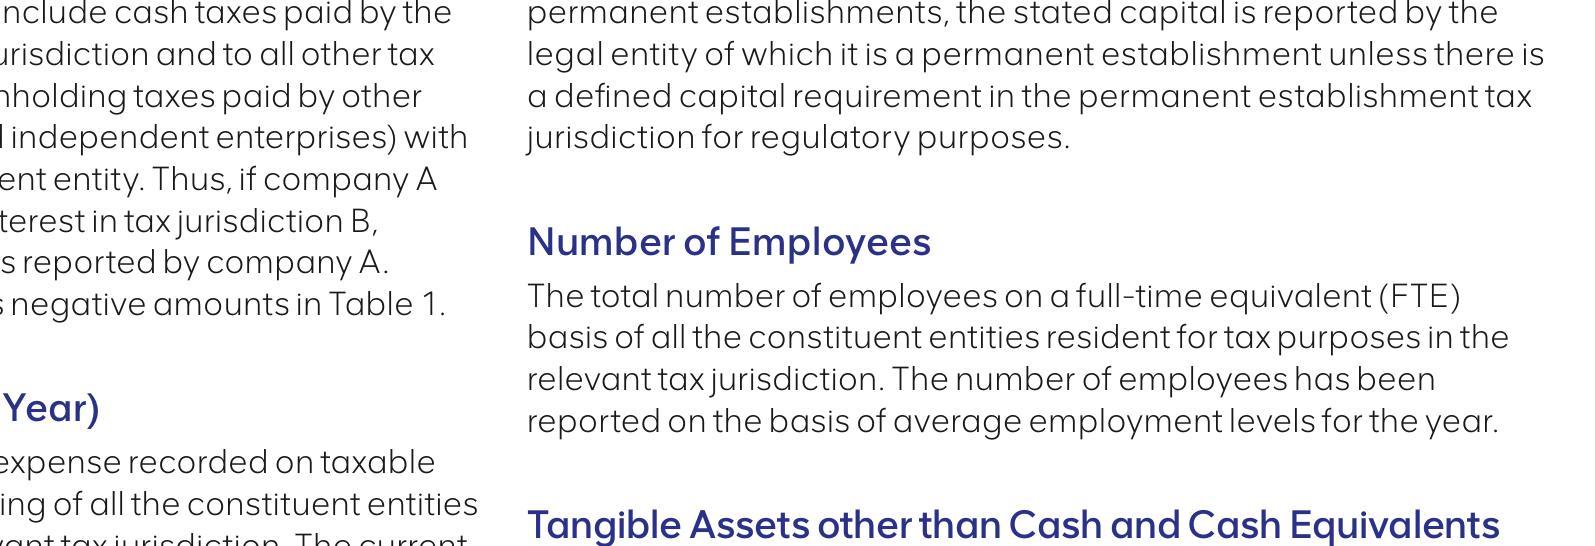 nclude cash taxes paid by the
urisdiction and to all other tax
nholding taxes paid by other
independent enterprises) with
ent entity. Thus, if company A
terest in tax jurisdiction B,
s reported by company A.
s negative amounts in Table 1.
Year)
expense recorded on taxable
ing of all the constituent entities
vant tax jurisdiction. The current
permanent establishments, the stated capital is reported by the
legal entity of which it is a permanent establishment unless there is
a defined capital requirement in the permanent establishment tax
jurisdiction for regulatory purposes.
Number of Employees
The total number of employees on a full-time equivalent (FTE)
basis of all the constituent entities resident for tax purposes in the
relevant tax jurisdiction. The number of employees has been
reported on the basis of average employment levels for the year.
Tangible Assets other than Cash and Cash Equivalents